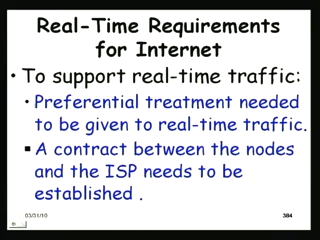 Real-Time Requirements
for Internet
• To support real-time traffic:
• Preferential treatment needed
to be given to real-time traffic.
▪ A contract between the nodes
and the ISP needs to be
established .
03/31/10
384